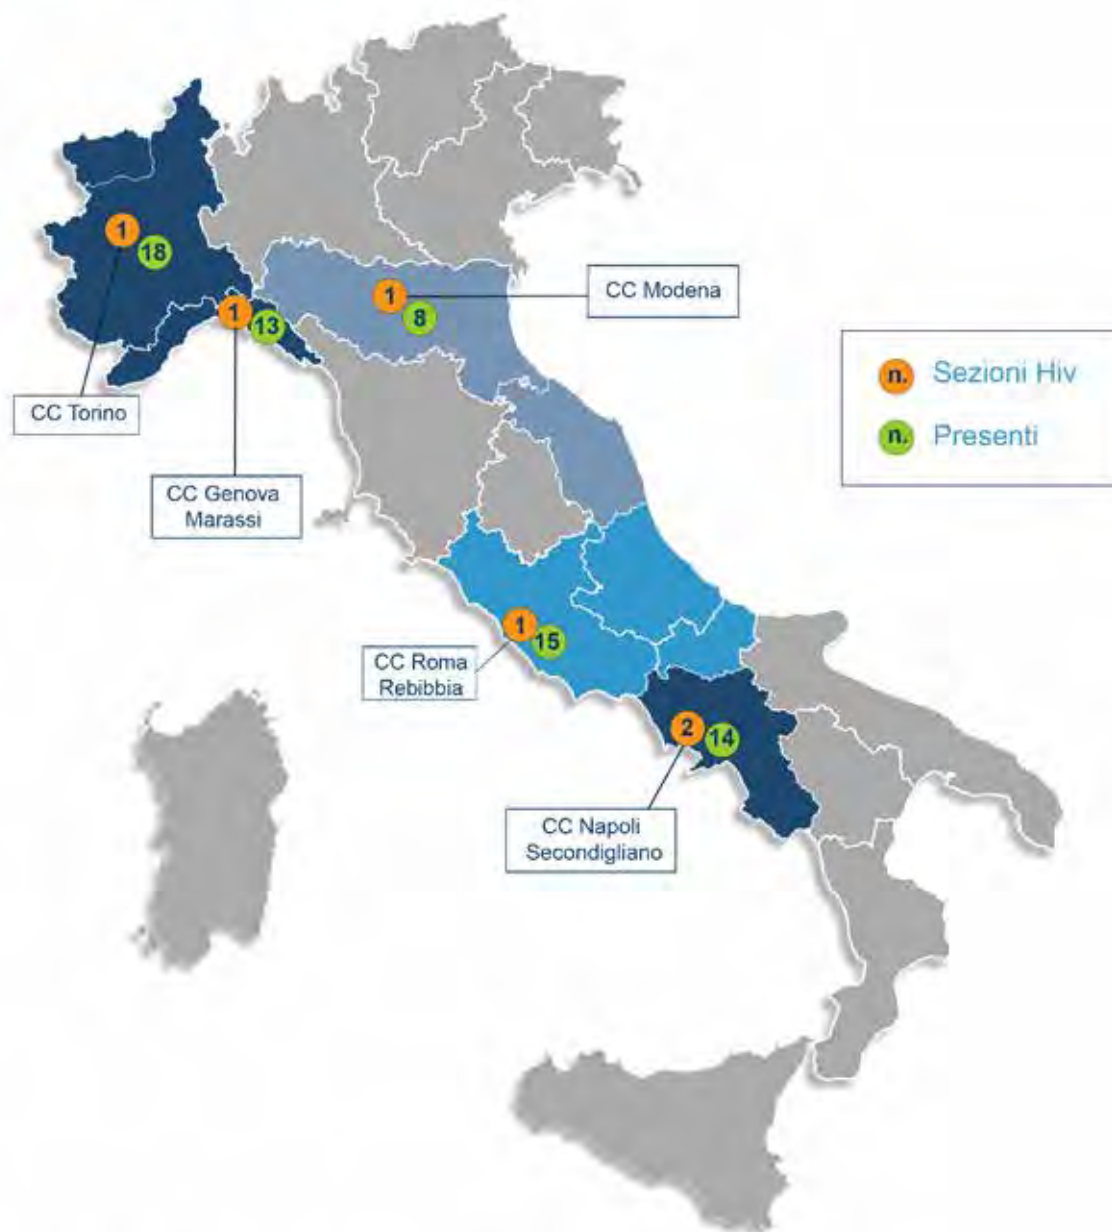 1
18
1
13
CC Torino
CC Genova
Marassi
1
8
CC Modena
n. Sezioni Hiv
n. Presenti
1
15
CC Roma
Rebibbia
2
14
CC Napoli
Secondigliano